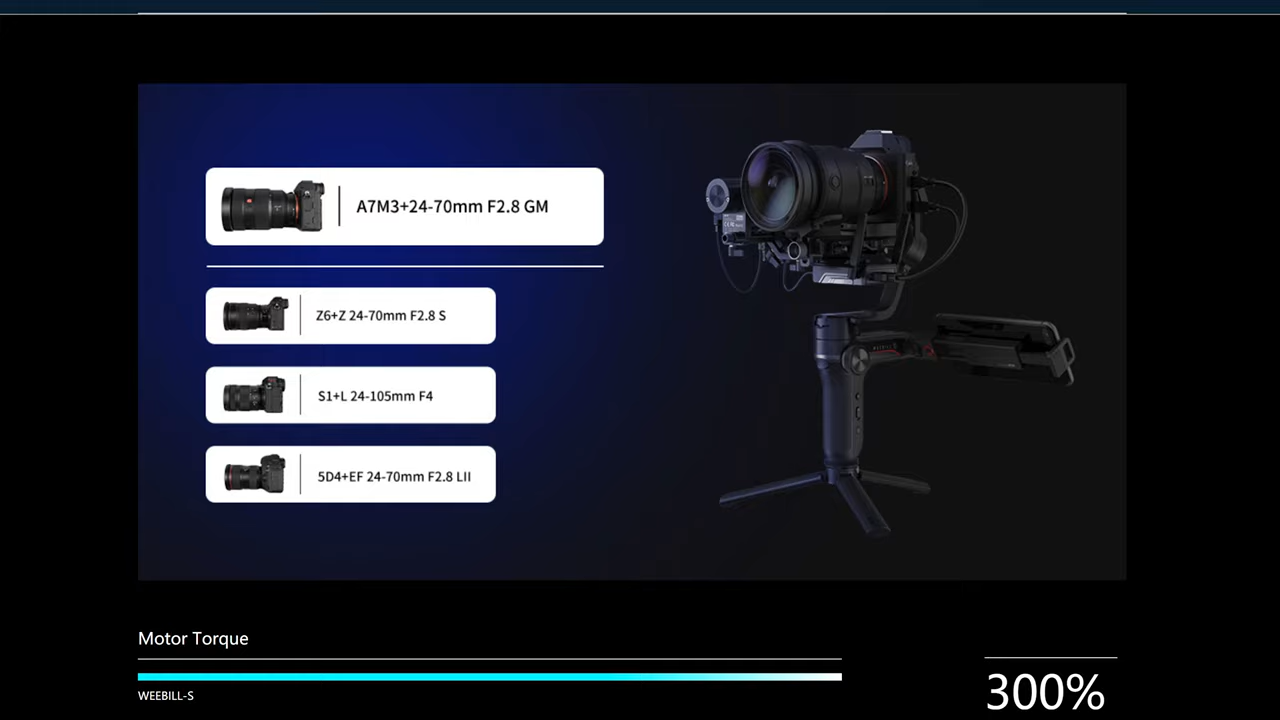 A7M3+24-70mm F2.8 GM
Z6+Z 24-70mm F2.8 S
S1+L 24-105mm F4
5D4+EF 24-70mm F2.8 LII
Motor Torque
WEEBILL-S
300%